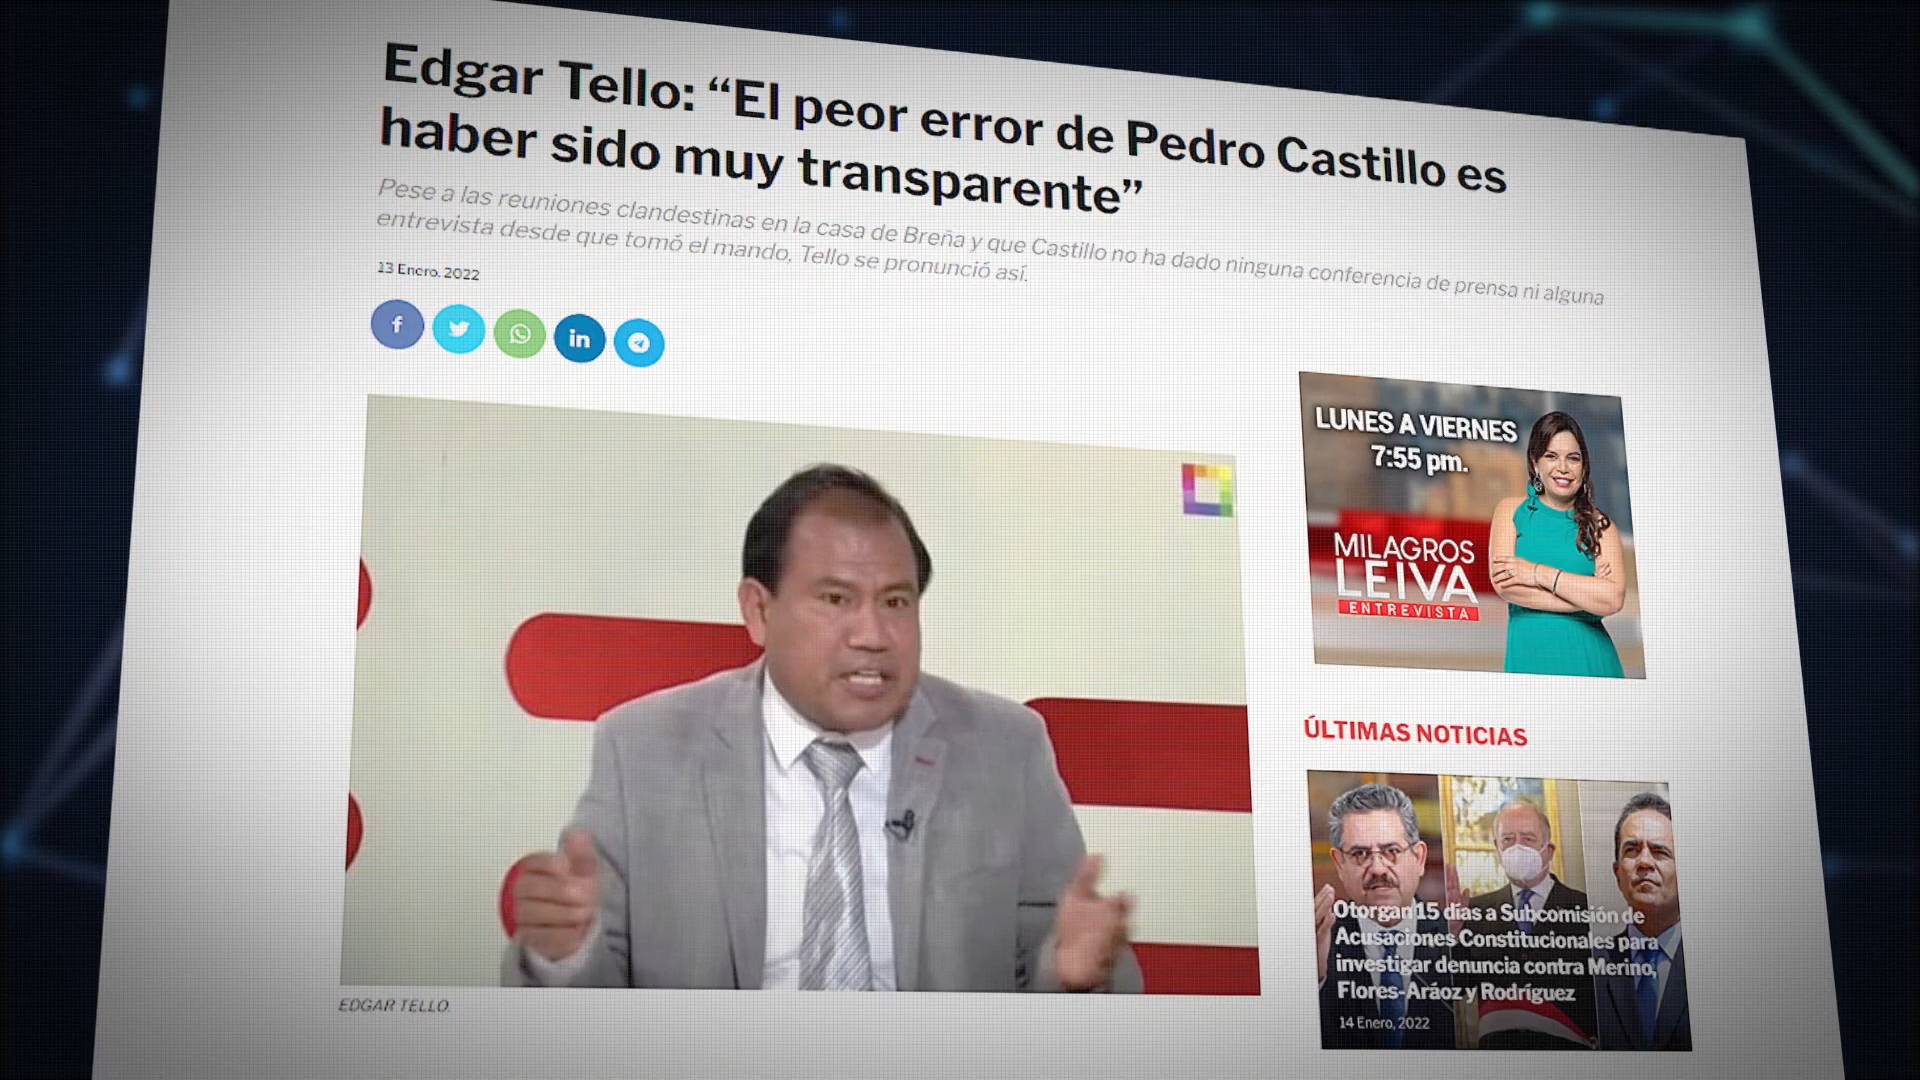 Edgar Tello: “El peor error de Pedro Castillo es
haber sido muy transparente”
Pese a las reuniones clandestinas en la casa de Breña y que Castillo no ha dado ninguna conferencia de prensa ni alguna
entrevista desde que tomó el mando, Tello se pronunció así.
13 Enero, 2022
f
in
LUNES A VIERNES
7:55 pm.
MILAGROS
LEIVA
ENTREVISTA
ÚLTIMAS NOTICIAS
Otorgan 15 días a Subcomisión de
Acusaciones Constitucionales para
investigar denuncia contra Merino,
Flores-Aráoz y Rodríguez
14 Enero, 2022
EDGAR TELLO.